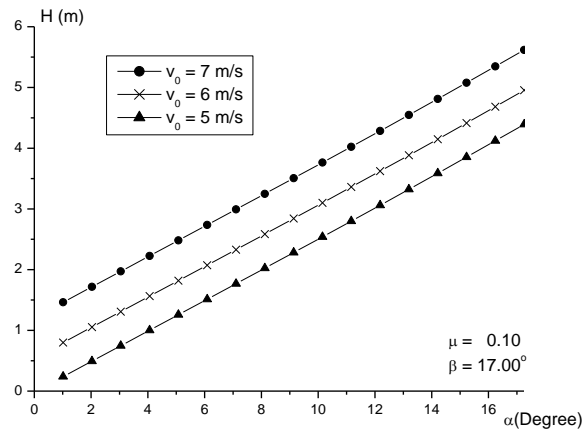 H (m)
6
5
4
3
2
1
0
v₀ = 7 m/s
v₀ = 6 m/s
v₀ = 5 m/s
μ = 0.10
β = 17.00°
0 2 4 6 8 10 12 14 16
α(Degree)